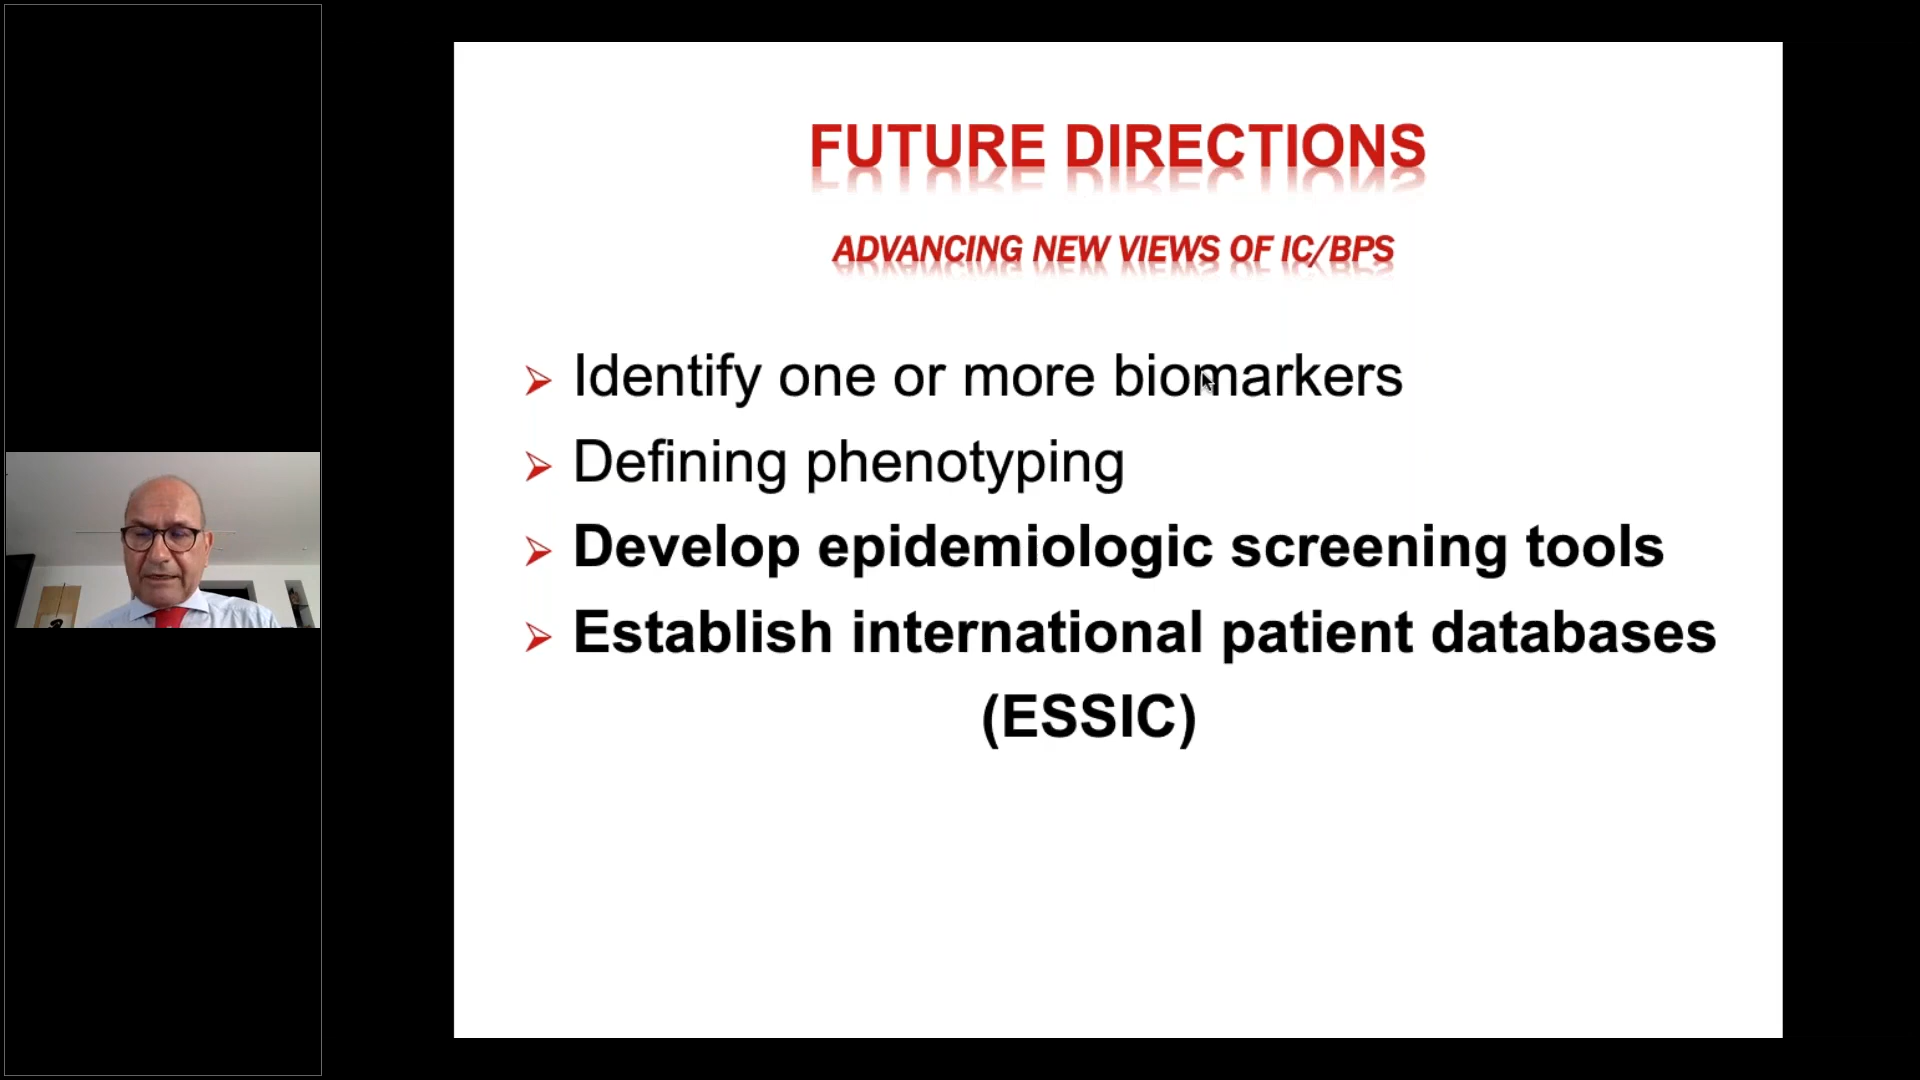 FUTURE DIRECTIONS
ADVANCING NEW VIEWS OF IC/BPS
Identify one or more biomarkers
Defining phenotyping
Develop epidemiologic screening tools
Establish international patient databases
(ESSIC)